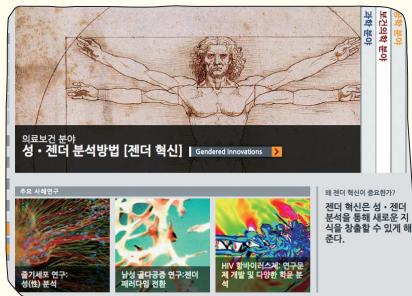 공학 분야
보건의학 분야
과학 분야
의료보건 분야
성·젠더 분석방법 [젠더 혁신]
Gendered Innovations
주요 사례연구
줄기세포 연구:
성(性) 분석
남성 골다공증 연구:젠더
패러다임 전환
HIV 항바이러스제: 연구문
제 개발 및 다양한 학문 분
석
왜 젠더 혁신이 중요한가?
젠더 혁신은 성·젠더
분석을 통해 새로운 지
식을 창출할 수 있게 해
준다.